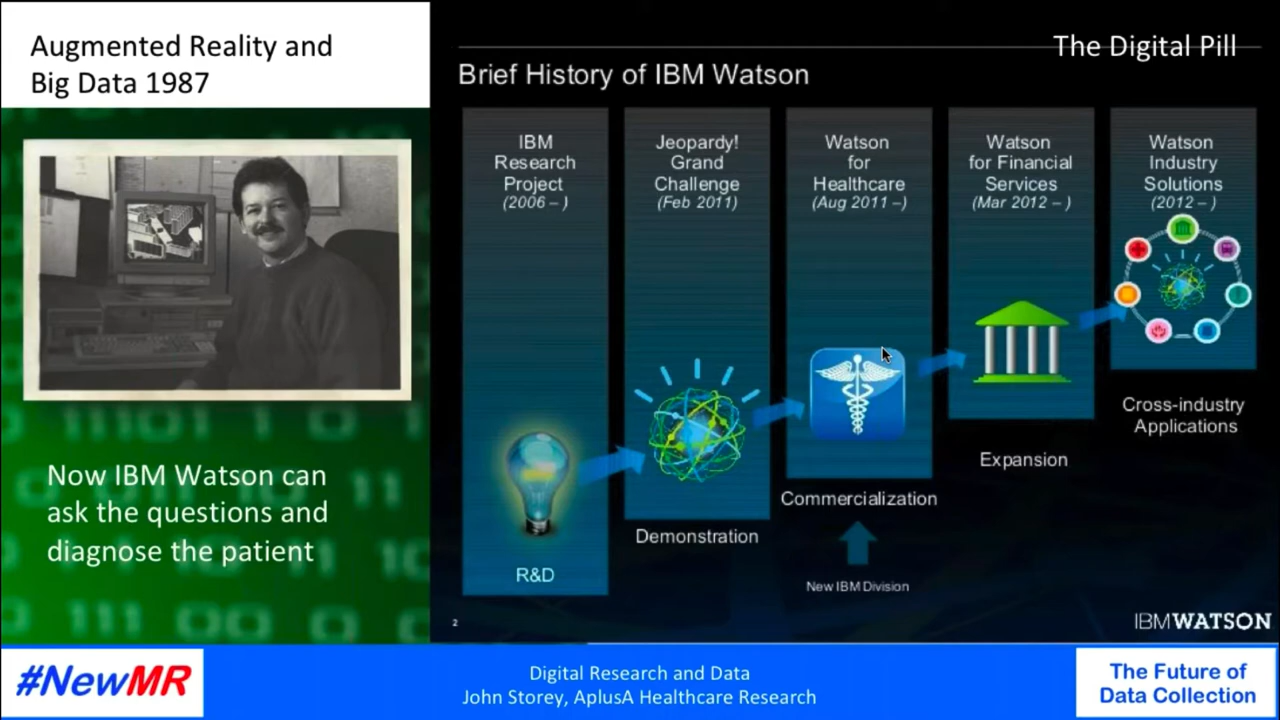 Augmented Reality and
Big Data 1987
Now IBM Watson can
ask the questions and
diagnose the patient
The Digital Pill
Brief History of IBM Watson
IBM
Research
Project
(2006 – )
R&D
Jeopardy!
Grand
Challenge
(Feb 2011)
Demonstration
Watson
for
Healthcare
(Aug 2011–)
Commercialization
New IBM Division
Watson
for Financial
Services
(Mar 2012 – )
Expansion
Watson
Industry
Solutions
(2012 – )
Cross-industry
Applications
2
IBMWATSON
#NewMR
Digital Research and Data
John Storey, AplusA Healthcare Research
The Future of
Data Collection